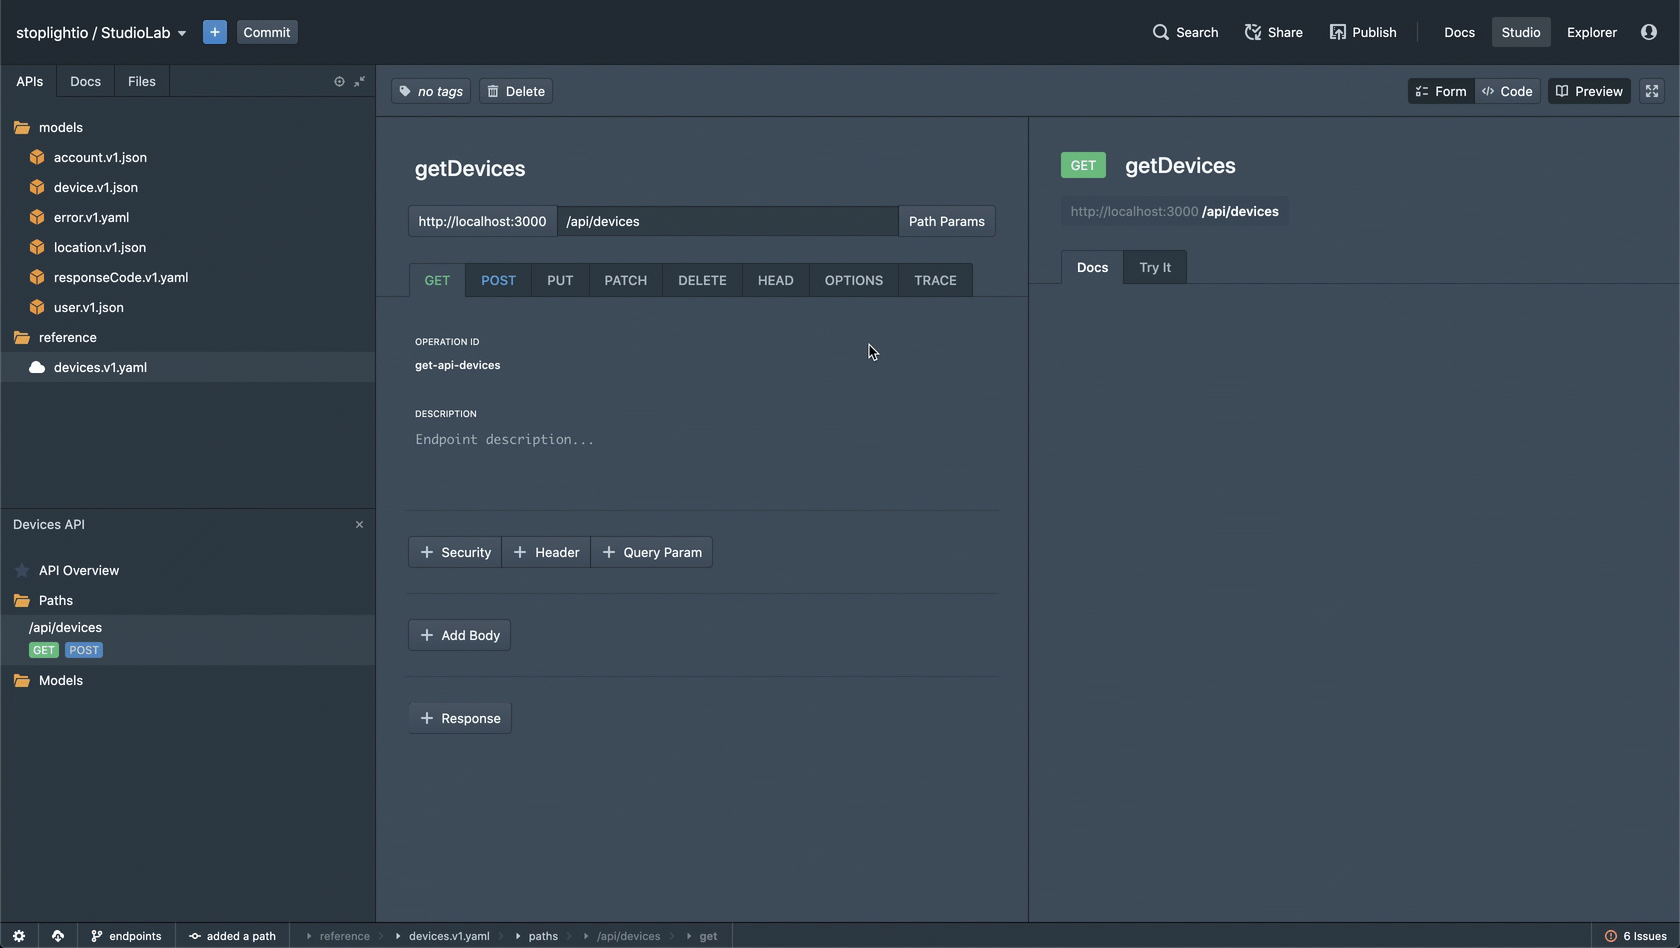 stoplightio / StudioLab
+
Commit
Search
Share
Publish
Docs
Studio
Explorer
APIs
Docs
Files
no tags
Delete
Form
Code
Preview
models
account.v1.json
device.v1.json
error.v1.yaml
location.v1.json
responseCode.v1.yaml
user.v1.json
reference
devices.v1.yaml
Devices API
API Overview
Paths
/api/devices
GET POST
Models
getDevices
http://localhost:3000 /api/devices Path Params
GET POST PUT PATCH DELETE HEAD OPTIONS TRACE
OPERATION ID
get-api-devices
DESCRIPTION
Endpoint description...
+ Security + Header + Query Param
+ Add Body
+ Response
GET getDevices
http://localhost:3000 /api/devices
Docs Try It
endpoints
added a path
reference
devices.v1.yaml
paths
/api/devices
get
6 Issues